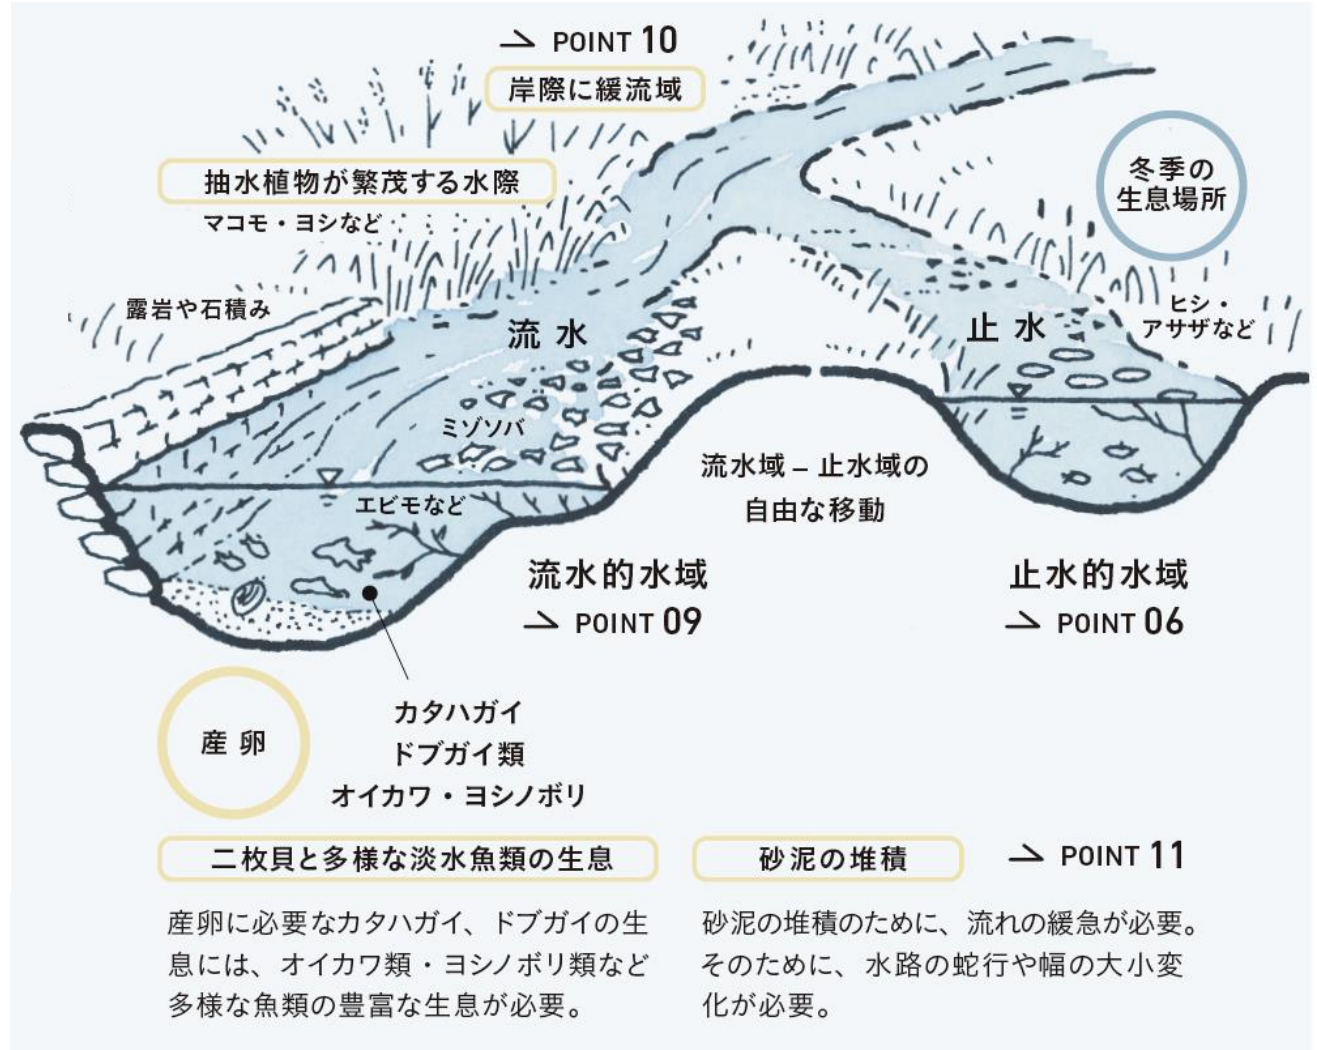 → POINT 10
岸際に緩流域
抽水植物が繁茂する水際
マコモ・ヨシなど
冬季の
生息場所
露岩や石積み
流水
止水
ヒシ・
アサザなど
ミゾソバ
エビモなど
流水域 – 止水域の
自由な移動
流水的水域
→ POINT 09
止水的水域
→ POINT 06
産卵
カタハガイ
ドブガイ類
オイカワ・ヨシノボリ
二枚貝と多様な淡水魚類の生息
産卵に必要なカタハガイ、ドブガイの生
息には、オイカワ類・ヨシノボリ類など
多様な魚類の豊富な生息が必要。
砂泥の堆積
→ POINT 11
砂泥の堆積のために、流れの緩急が必要。
そのために、水路の蛇行や幅の大小変
化が必要。